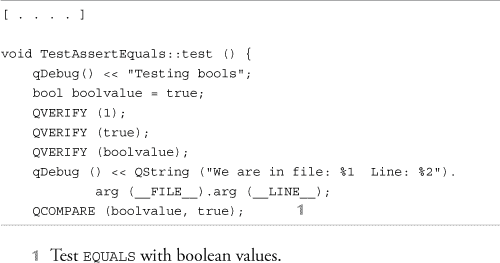 [ . . . . ]
void TestAssertEquals::test () {
    qDebug() << "Testing bools";
    bool boolvalue = true;
    QVERIFY (1);
    QVERIFY (true);
    QVERIFY (boolvalue);
    qDebug () << QString ("We are in file: %1  Line: %2").
            arg (__FILE__).arg (__LINE__);
    QCOMPARE (boolvalue, true);      1
1 Test EQUALS with boolean values.